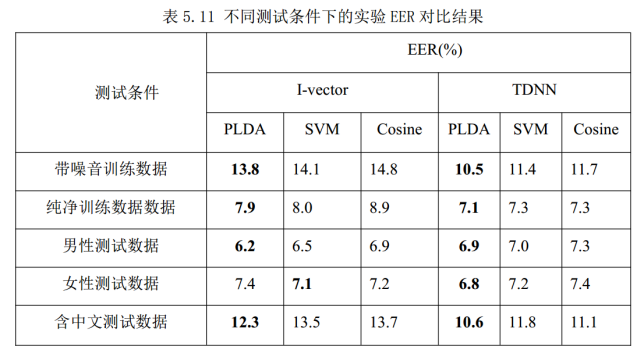 表 5.11 不同测试条件下的实验 EER 对比结果
测试条件 EER(%)
I-vector TDNN
PLDA SVM Cosine PLDA SVM Cosine
带噪音训练数据 13.8 14.1 14.8 10.5 11.4 11.7
纯净训练数据数据 7.9 8.0 8.9 7.1 7.3 7.3
男性测试数据 6.2 6.5 6.9 6.9 7.0 7.3
女性测试数据 7.4 7.1 7.2 6.8 7.2 7.4
含中文测试数据 12.3 13.5 13.7 10.6 11.8 11.1